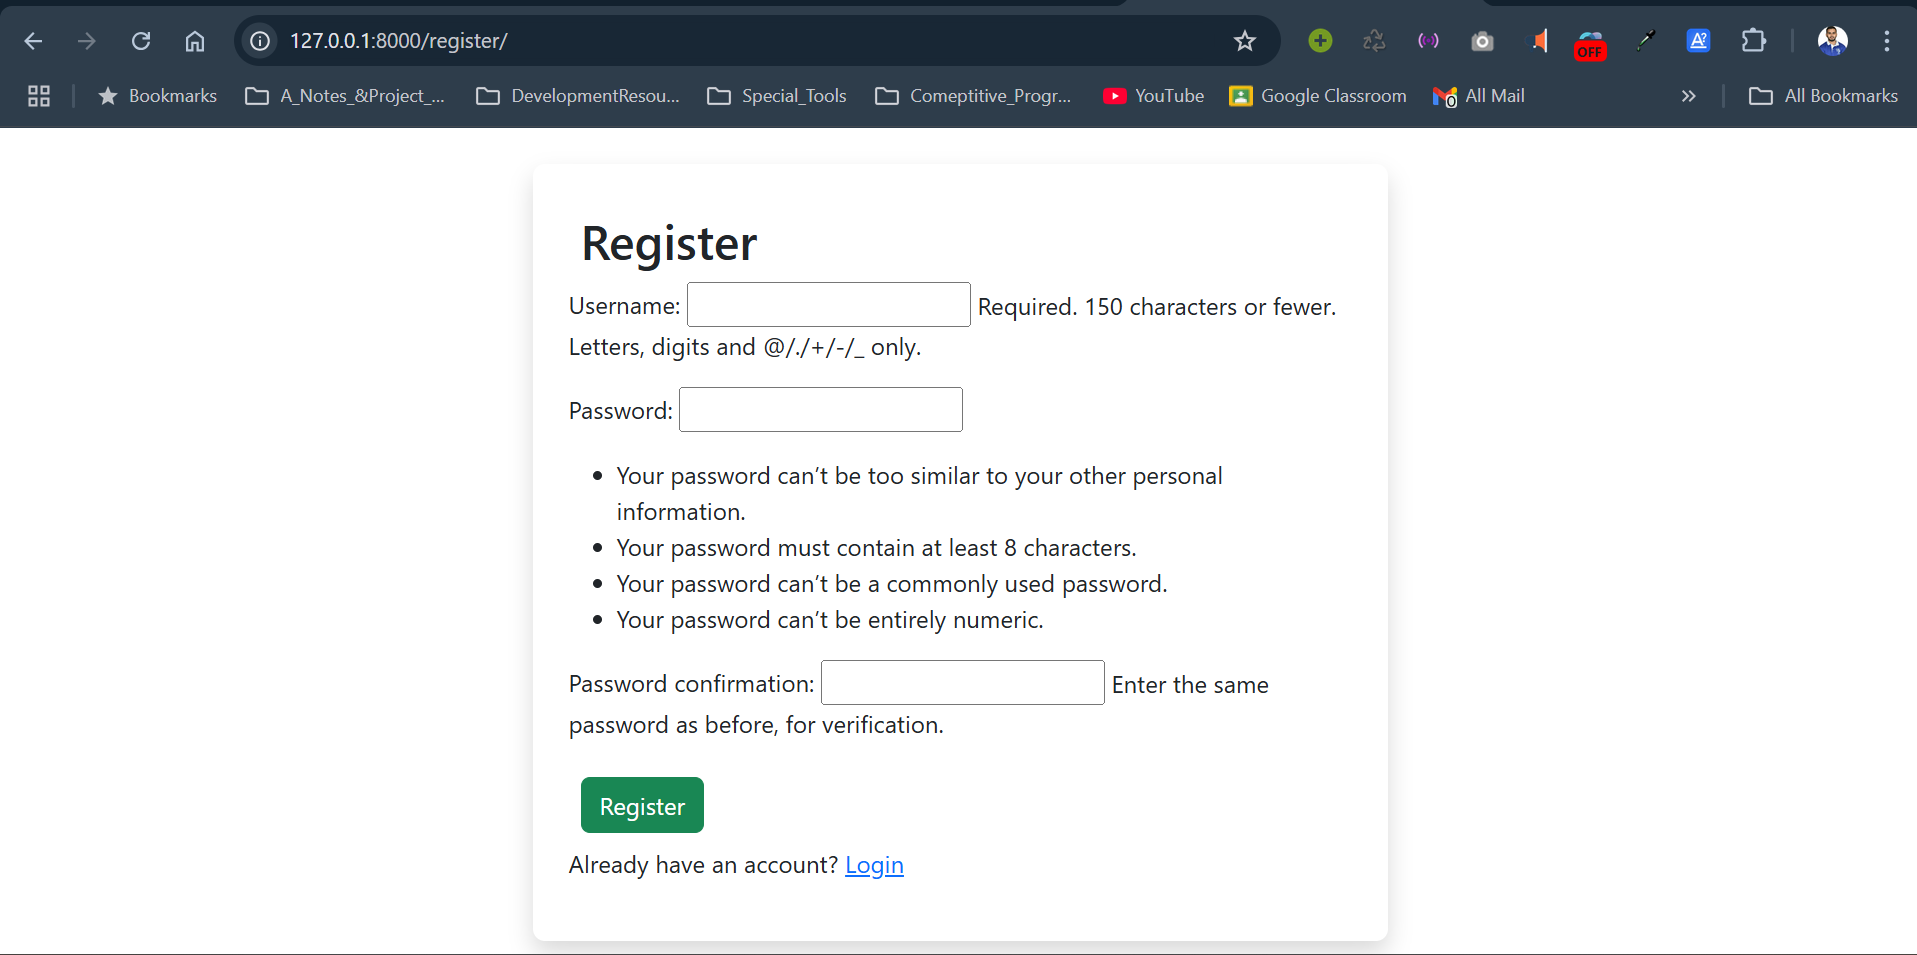 127.0.0.1:8000/register/
OFF
A?
Bookmarks
A_Notes_&Project_...
DevelopmentResou...
Special_Tools
Comeptitive_Progr...
YouTube
Google Classroom
0
All Mail
All Bookmarks
Register
Username: Required. 150 characters or fewer.
Letters, digits and @/./+/-/_ only.
Password:
Your password can’t be too similar to your other personal
information.
Your password must contain at least 8 characters.
Your password can’t be a commonly used password.
Your password can’t be entirely numeric.
Password confirmation: Enter the same
password as before, for verification.
Register
Already have an account? Login